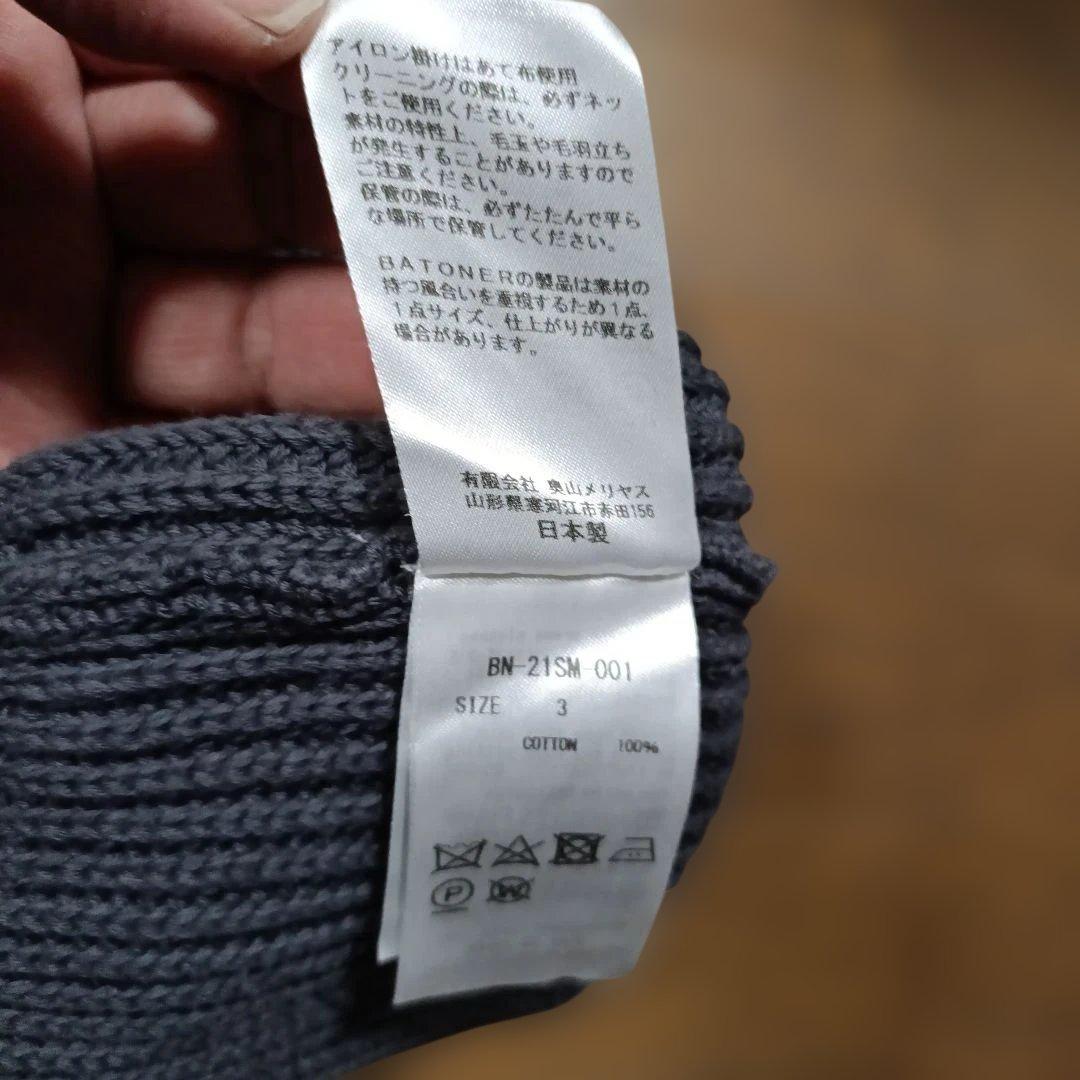 アイロン掛けはあて布使用
クリーニングの際は、必ずネッ
トをご使用ください。
素材の特性上、毛玉や毛羽立ち
が発生することがありますので
ご注意ください。
保管の際は、必ずたたんで平ら
な場所で保管してください。
BATONERの製品は素材の
持つ風合いを重視するため1点、
1点サイズ、仕上がりが異なる
場合があります。
有限会社 奥山メリヤス
山形県寒河江市赤田156
日本製
BN-21SM-001
SIZE 3
COTTON 100%
P W